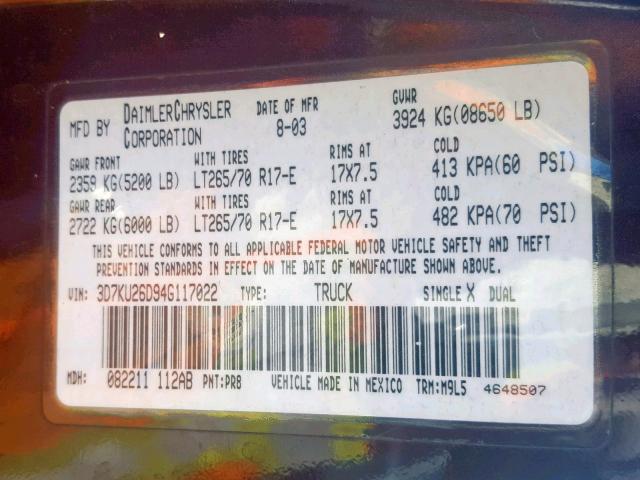 MFD BY DAIMLERCHRYSLER CORPORATION DATE OF MFR 8-03 GVWR 3924 KG(08650 LB)
GAWR FRONT WITH TIRES RIMS AT COLD
2359 KG(5200 LB) LT265/70 R17-E 17X7.5 413 KPA(60 PSI)
GAWR REAR WITH TIRES RIMS AT COLD
2722 KG(6000 LB) LT265/70 R17-E 17X7.5 482 KPA(70 PSI)
THIS VEHICLE CONFORMS TO ALL APPLICABLE FEDERAL MOTOR VEHICLE SAFETY AND THEFT
PREVENTION STANDARDS IN EFFECT ON THE DATE OF MANUFACTURE SHOWN ABOVE.
VIN: 3D7KU26D94G117022 TYPE: TRUCK SINGLE X DUAL
MDH: 082211 112AB PNT:PR8 VEHICLE MADE IN MEXICO TRM:M9L5 4648507